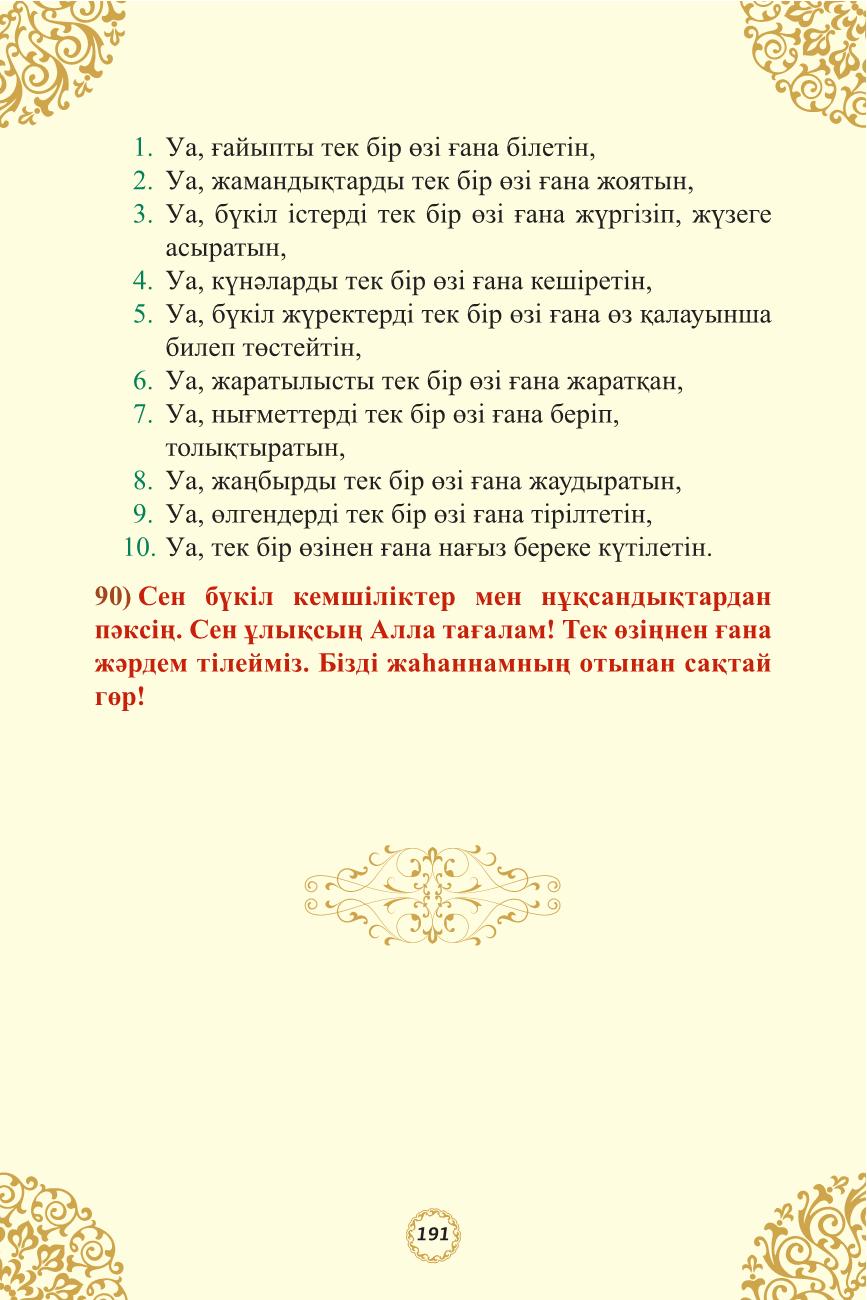 1. Уа, ғайыпты тек бір өзі ғана білетін,
2. Уа, жамандықтарды тек бір өзі ғана жоятын,
3. Уа, бүкіл істерді тек бір өзі ғана жүргізіп, жүзеге
асыратын,
4. Уа, күнәларды тек бір өзі ғана кешіретін,
5. Уа, бүкіл жүректерді тек бір өзі ғана өз қалауынша
билеп төстейтін,
6. Уа, жаратылысты тек бір өзі ғана жаратқан,
7. Уа, нығметтерді тек бір өзі ғана беріп,
толықтыратын,
8. Уа, жаңбырды тек бір өзі ғана жаудыратын,
9. Уа, өлгендерді тек бір өзі ғана тірілтетін,
10. Уа, тек бір өзінен ғана нағыз береке күтілетін.
90) Сен бүкіл кемшіліктер мен нұқсандықтардан
пәксің. Сен ұлықсың Алла тағалам! Тек өзіңнен ғана
жәрдем тілейміз. Бізді жаһаннамның отынан сақтай
гөр!
191